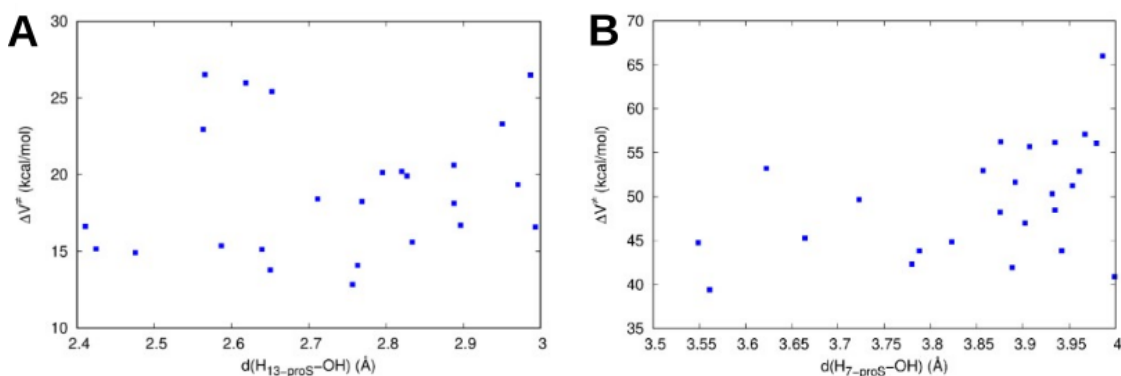 A
30
25
20
15
10
ΔV≠ (kcal/mol)
2.4 2.5 2.6 2.7 2.8 2.9 3
d(H13−proS−OH) (Å)
B
70
65
60
55
50
45
40
35
ΔV≠ (kcal/mol)
3.5 3.55 3.6 3.65 3.7 3.75 3.8 3.85 3.9 3.95 4
d(H7−proS−OH) (Å)